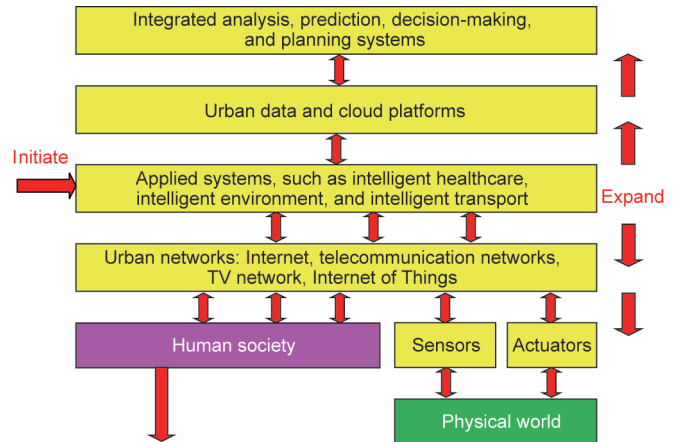 Integrated analysis, prediction, decision-making,
and planning systems
Urban data and cloud platforms
Initiate
Applied systems, such as intelligent healthcare,
intelligent environment, and intelligent transport
Expand
Urban networks: Internet, telecommunication networks,
TV network, Internet of Things
Human society
Sensors
Actuators
Physical world